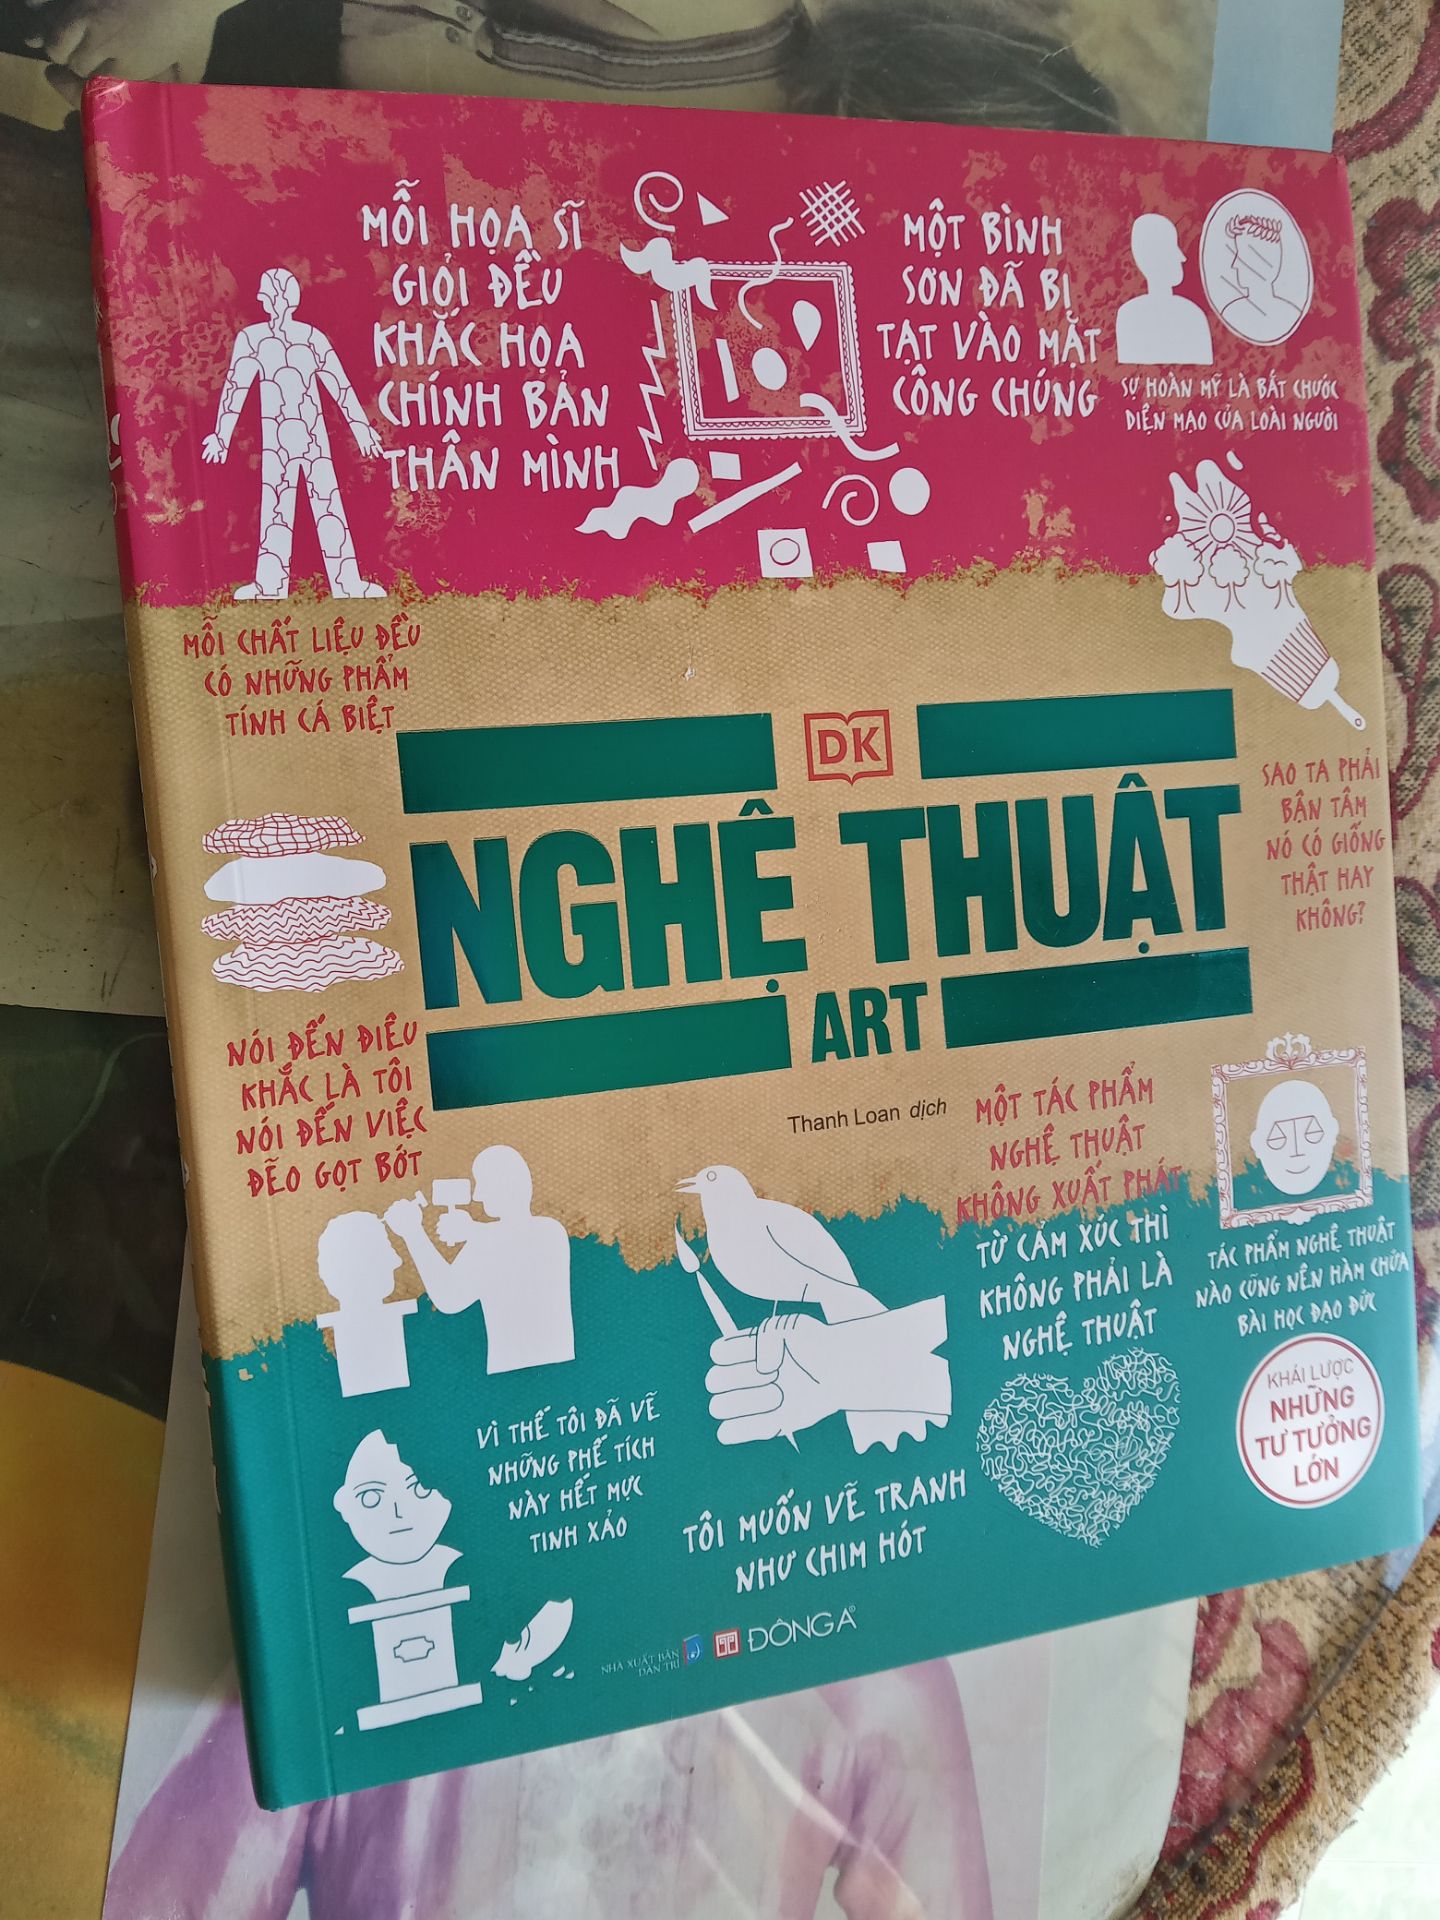 MỖI HỌA SĨ
GIỎI ĐỀU
KHẮC HỌA
CHÍNH BẢN
THÂN MÌNH
MỘT BÌNH
SƠN ĐÃ BỊ
TẠT VÀO MẶT
CÔNG CHÚNG
SỰ HOÀN MỸ LÀ BẮT CHƯỚC
DIỆN MẠO CỦA LOÀI NGƯỜI
MỖI CHẤT LIỆU ĐỀU
CÓ NHỮNG PHẨM
TÍNH CÁ BIỆT
DK
NGHỆ THUẬT
ART
Thanh Loan dịch
SAO TA PHẢI
BẬN TÂM
NÓ CÓ GIỐNG
THẬT HAY
KHÔNG?
NÓI ĐẾN ĐIÊU
KHẮC LÀ TÔI
NÓI ĐẾN VIỆC
ĐẼO GỌT BỚT
MỘT TÁC PHẨM
NGHỆ THUẬT
KHÔNG XUẤT PHÁT
TỪ CẢM XÚC THÌ
KHÔNG PHẢI LÀ
NGHỆ THUẬT
TÁC PHẨM NGHỆ THUẬT
NÀO CŨNG NÊN HÀM CHỨA
BÀI HỌC ĐẠO ĐỨC
KHÁI LƯỢC
NHỮNG
TƯ TƯỞNG
LỚN
VÌ THẾ TÔI ĐÃ VẼ
NHỮNG PHẾ TÍCH
NÀY HẾT MỰC
TINH XẢO
TÔI MUỐN VẼ TRANH
NHƯ CHIM HÓT
NHÀ XUẤT BẢN
DÂN TRÍ
ĐÔNG A